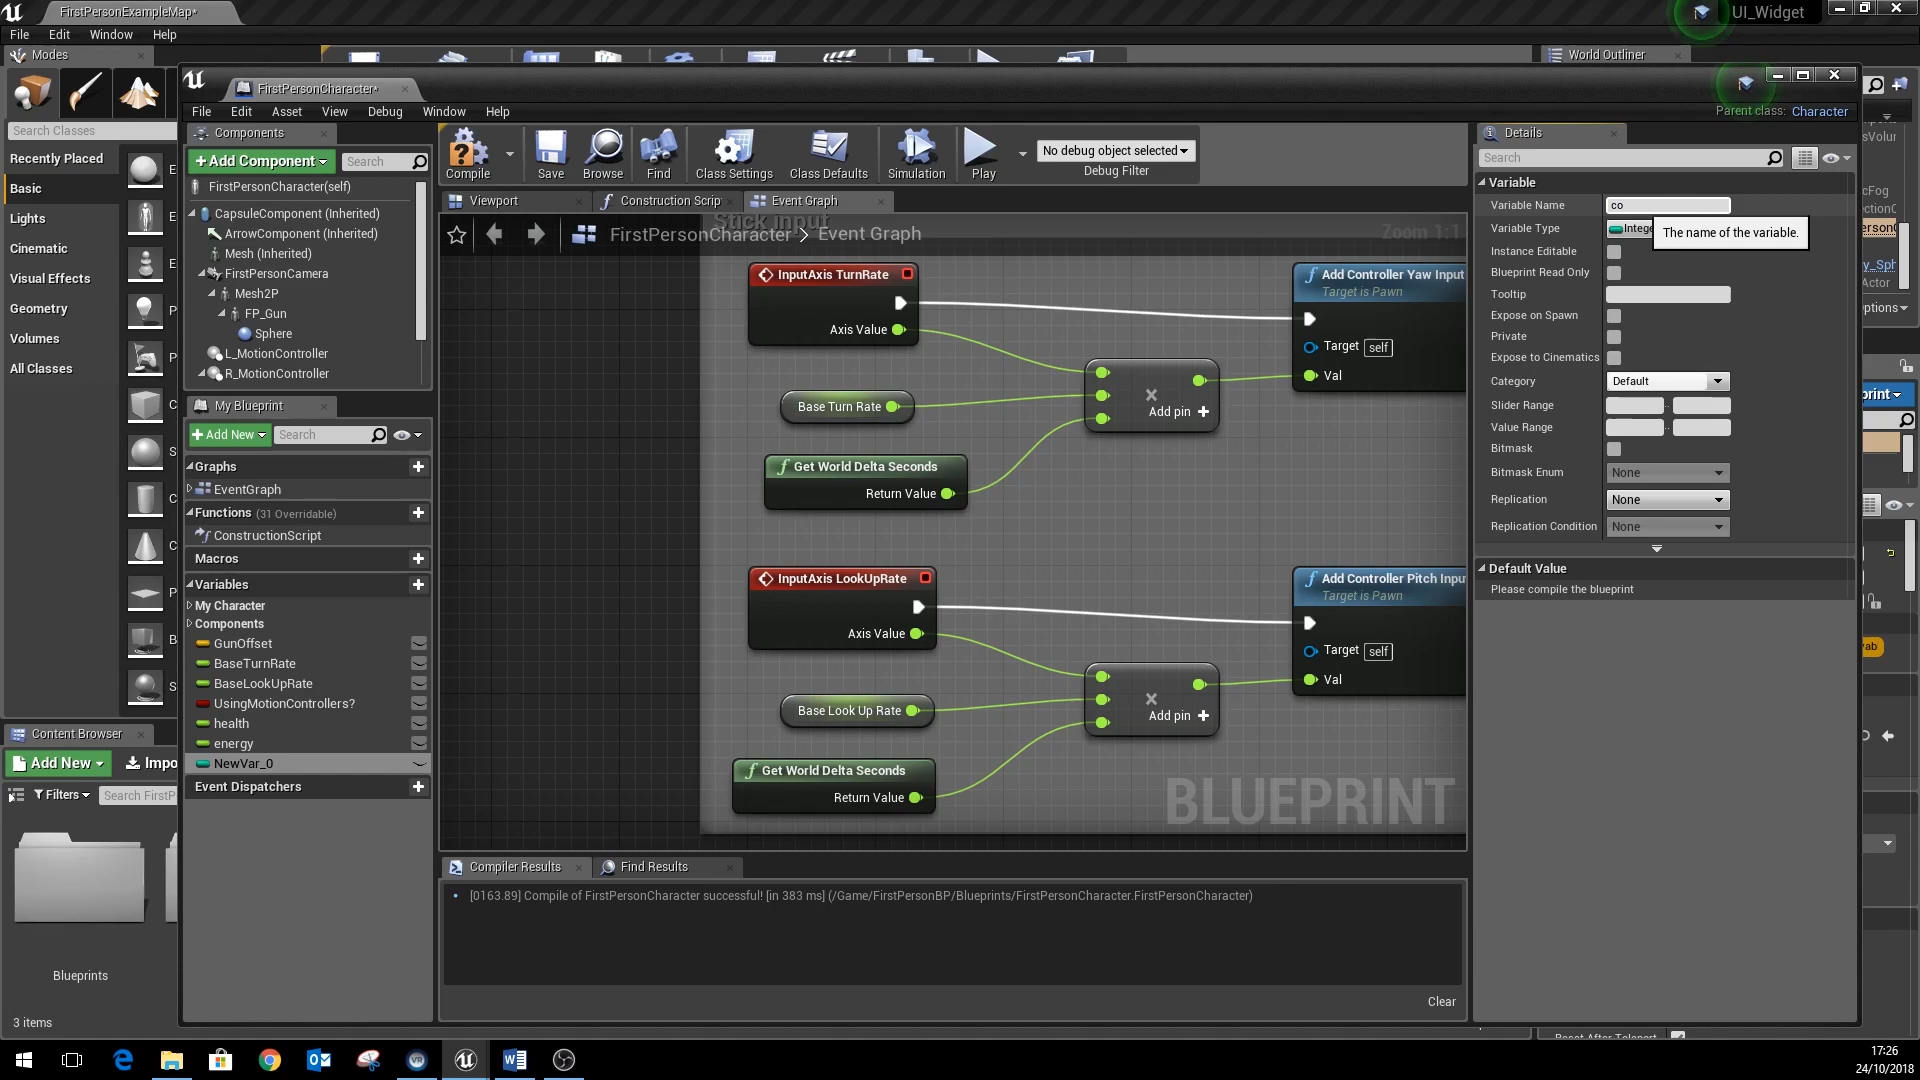 FirstPersonExampleMap*
UI_Widget
File Edit Window Help
Modes
World Outliner
FirstPersonCharacter*
File Edit Asset View Debug Window Help
Parent class: Character
Search Classes
Recently Placed
Basic
Lights
Cinematic
Visual Effects
Geometry
Volumes
All Classes
Components
+Add Component
Search
FirstPersonCharacter(self)
CapsuleComponent (Inherited)
ArrowComponent (Inherited)
Mesh (Inherited)
FirstPersonCamera
Mesh2P
FP_Gun
Sphere
L_MotionController
R_MotionController
My Blueprint
+Add New
Search
Graphs
EventGraph
Functions (31 Overridable)
ConstructionScript
Macros
Variables
My Character
Components
GunOffset
BaseTurnRate
BaseLookUpRate
UsingMotionControllers?
health
energy
NewVar_0
Event Dispatchers
Compile
Save
Browse
Find
Class Settings
Class Defaults
Simulation
Play
No debug object selected
Debug Filter
Viewport
Construction Scrip
Event Graph
Stick input
FirstPersonCharacter > Event Graph
Zoom 1:1
InputAxis TurnRate
Axis Value
Base Turn Rate
Get World Delta Seconds
Return Value
Add pin +
Add Controller Yaw Input
Target is Pawn
Target self
Val
InputAxis LookUpRate
Axis Value
Base Look Up Rate
Get World Delta Seconds
Return Value
Add pin +
Add Controller Pitch Inpu
Target is Pawn
Target self
Val
BLUEPRINT
Compiler Results
Find Results
[0163.89] Compile of FirstPersonCharacter successful! [in 383 ms] (/Game/FirstPersonBP/Blueprints/FirstPersonCharacter.FirstPersonCharacter)
Clear
Details
Search
Variable
Variable Name co
Variable Type Intege
The name of the variable.
Instance Editable
Blueprint Read Only
Tooltip
Expose on Spawn
Private
Expose to Cinematics
Category Default
Slider Range
Value Range
Bitmask
Bitmask Enum None
Replication None
Replication Condition None
Default Value
Please compile the blueprint
Content Browser
Add New
Impo
Filters
Search FirstP
Blueprints
3 items
17:26
24/10/2018